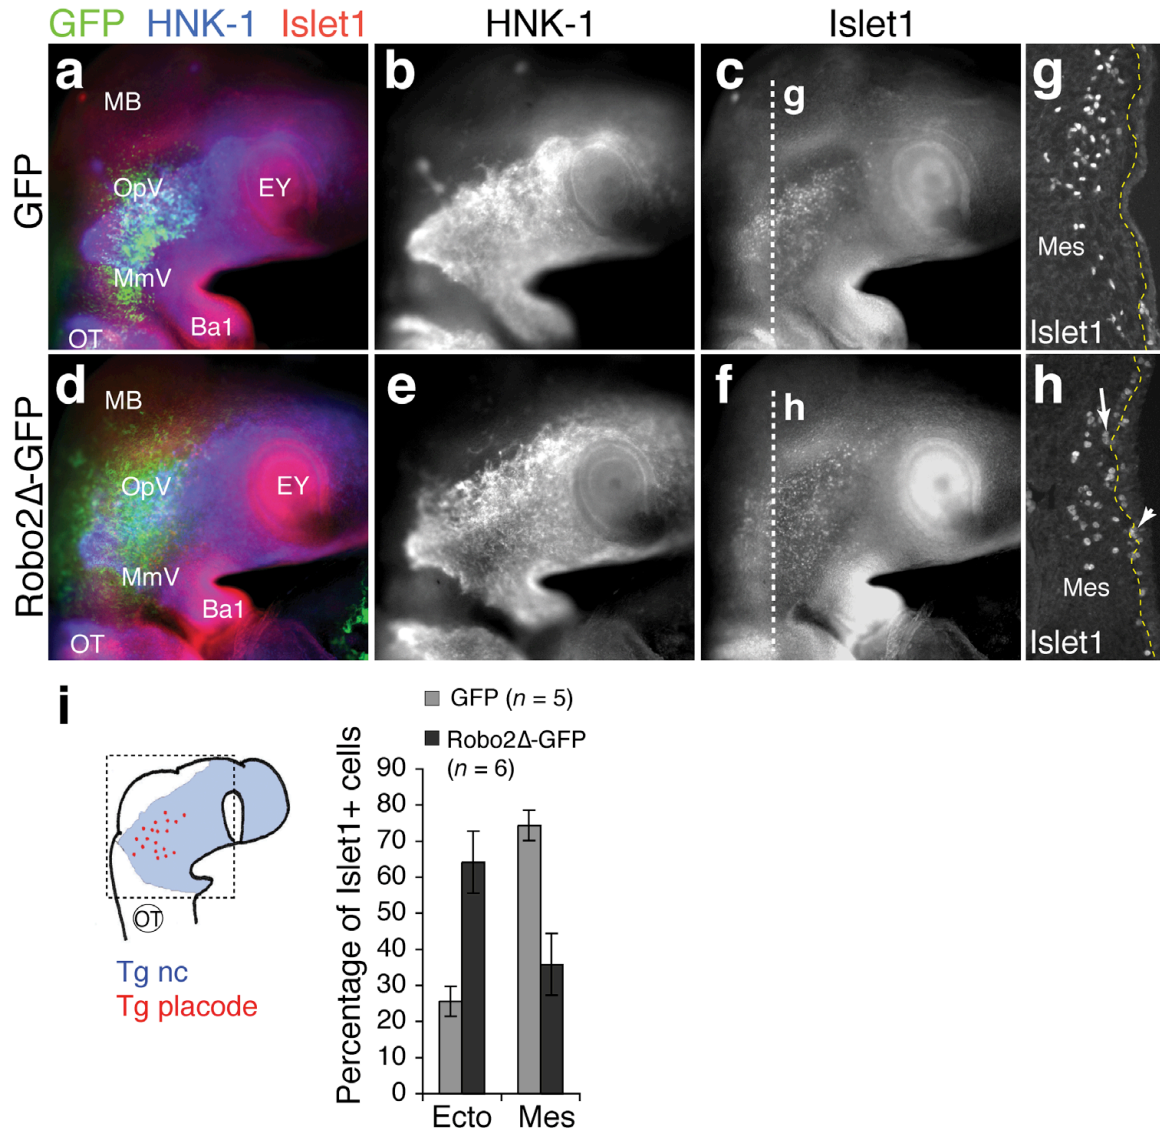 GFP HNK-1 Islet1 HNK-1 Islet1
GFP
a
MB
OpV
EY
MmV
Ba1
OT
b
c
g
g
Mes
Islet1
Robo2Δ-GFP
d
MB
OpV
EY
MmV
Ba1
OT
e
f
h
h
Mes
Islet1
i
OT
Tg nc
Tg placode
GFP (n = 5)
Robo2Δ-GFP
(n = 6)
Percentage of Islet1+ cells
90
80
70
60
50
40
30
20
10
0
Ecto Mes